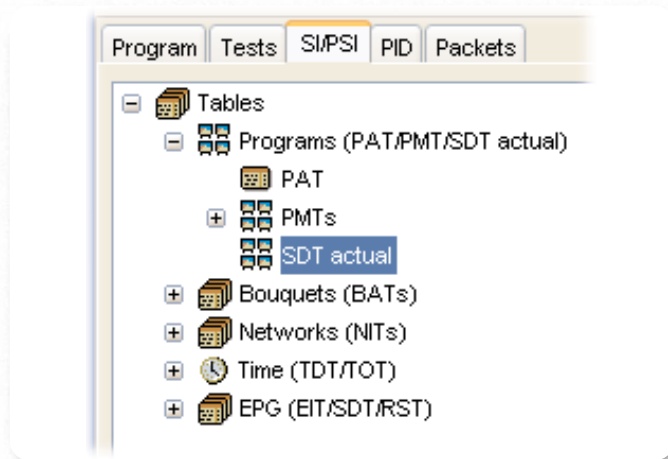 Program Tests SI/PSI PID Packets
Tables
Programs (PAT/PMT/SDT actual)
PAT
PMTs
SDT actual
Bouquets (BATs)
Networks (NITs)
Time (TDT/TOT)
EPG (EIT/SDT/RST)